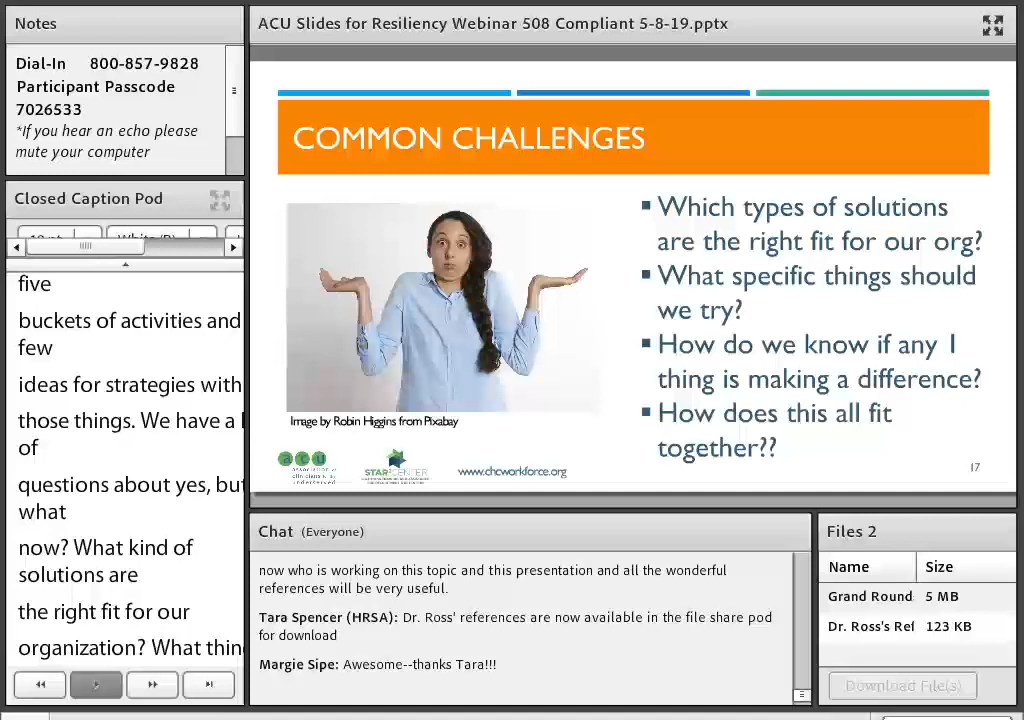 Notes
Dial-In 800-857-9828
Participant Passcode
7026533
*If you hear an echo please
mute your computer
Closed Caption Pod
five
buckets of activities and
few
ideas for strategies with
those things. We have a
of
questions about yes, but
what
now? What kind of
solutions are
the right fit for our
organization? What
ACU Slides for Resiliency Webinar 508 Compliant 5-8-19.pptx
COMMON CHALLENGES
▪ Which types of solutions
are the right fit for our org?
▪ What specific things should
we try?
▪ How do we know if any 1
thing is making a difference?
▪ How does this all fit
together??
Image by Robin Higgins from Pixabay
acu
STAR CENTER
www.chcworkforce.org
17
Chat (Everyone)
now who is working on this topic and this presentation and all the wonderful
references will be very useful.
Tara Spencer (HRSA): Dr. Ross' references are now available in the file share pod
for download
Margie Sipe: Awesome--thanks Tara!!!
Files 2
Name Size
Grand Round 5 MB
Dr. Ross's Ref 123 KB
Download File(s)